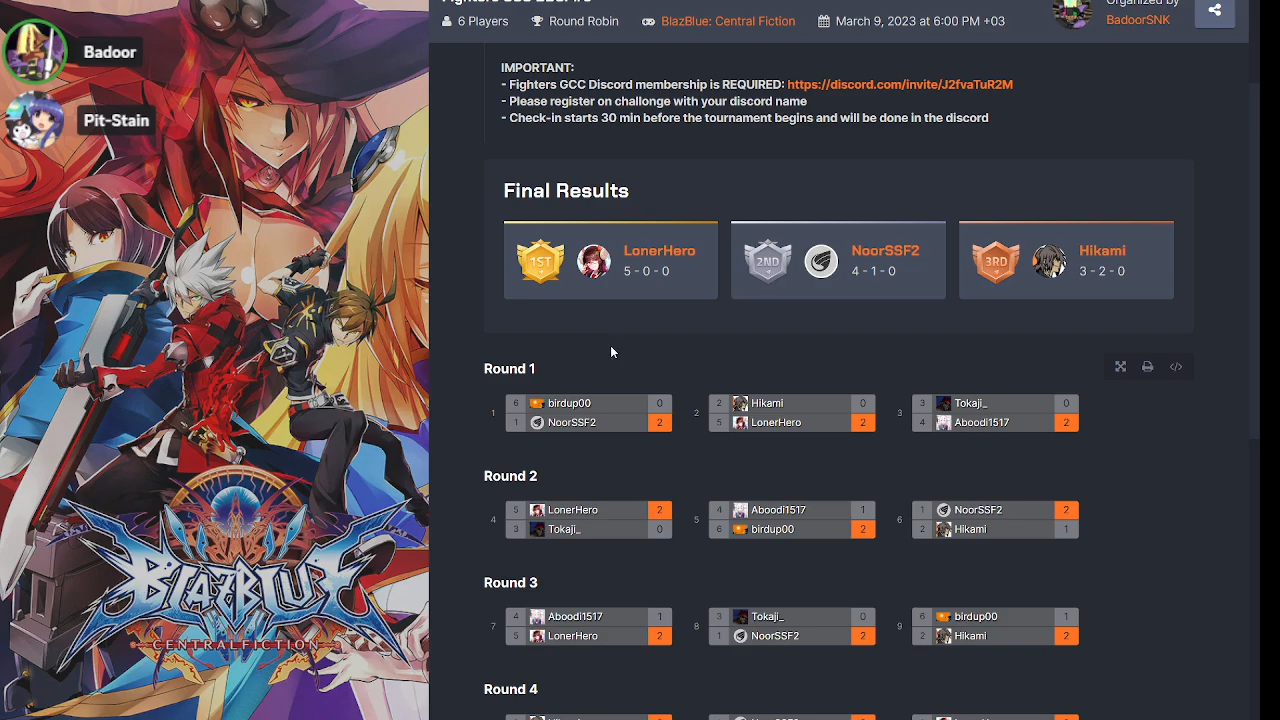 Badoor
Pit-Stain
BLAZBLUE
CENTRALFICTION
6 Players
Round Robin
BlazBlue: Central Fiction
March 9, 2023 at 6:00 PM +03
Organized by
BadoorSNK
IMPORTANT:
- Fighters GCC Discord membership is REQUIRED: https://discord.com/invite/J2fvaTuR2M
- Please register on challonge with your discord name
- Check-in starts 30 min before the tournament begins and will be done in the discord
Final Results
1ST
LonerHero
5 - 0 - 0
2ND
NoorSSF2
4 - 1 - 0
3RD
Hikami
3 - 2 - 0
Round 1
1
6 birdup00 0
1 NoorSSF2 2
2
2 Hikami 0
5 LonerHero 2
3
3 Tokaji_ 0
4 Aboodi1517 2
Round 2
4
5 LonerHero 2
3 Tokaji_ 0
5
4 Aboodi1517 1
6 birdup00 2
6
1 NoorSSF2 2
2 Hikami 1
Round 3
7
4 Aboodi1517 1
5 LonerHero 2
8
3 Tokaji_ 0
1 NoorSSF2 2
9
6 birdup00 1
2 Hikami 2
Round 4